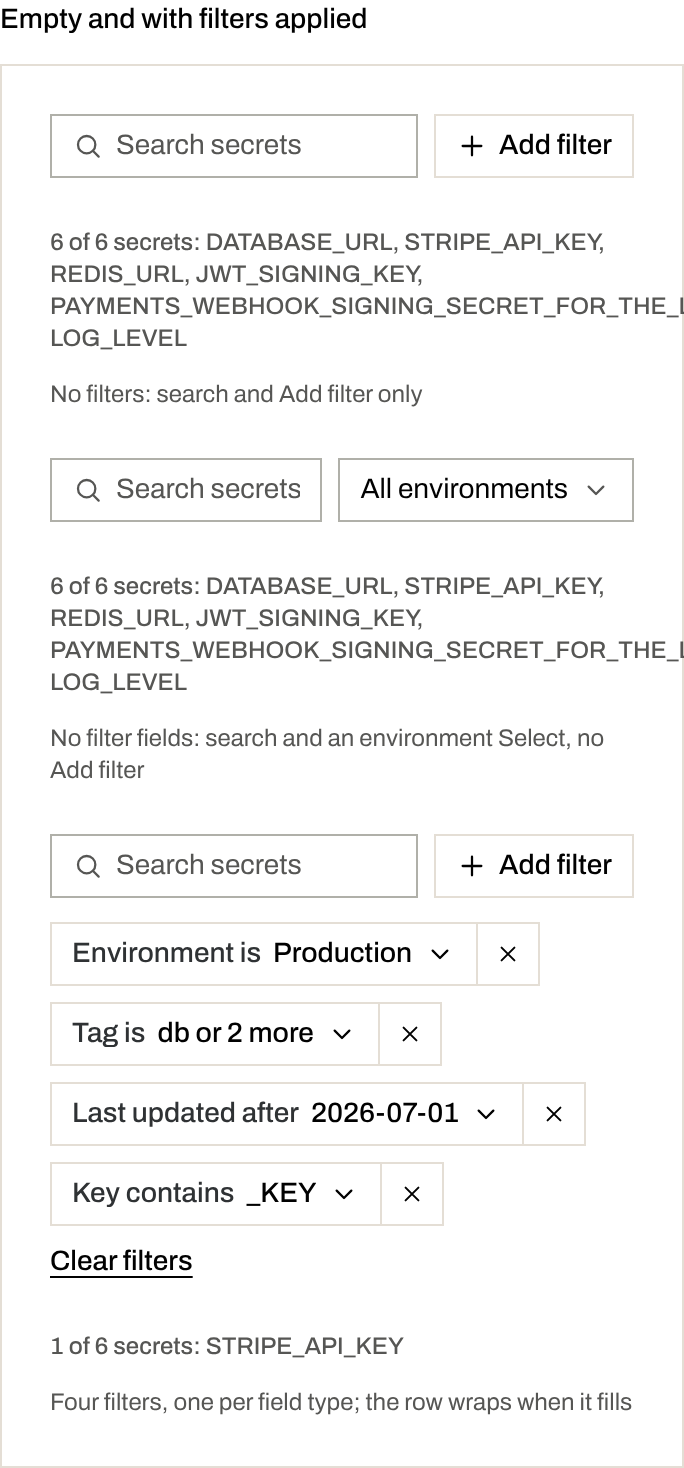 Empty and with filters applied
Search secrets
Add filter
6 of 6 secrets: DATABASE_URL, STRIPE_API_KEY,
REDIS_URL, JWT_SIGNING_KEY,
PAYMENTS_WEBHOOK_SIGNING_SECRET_FOR_THE_
LOG_LEVEL
No filters: search and Add filter only
Search secrets
All environments
6 of 6 secrets: DATABASE_URL, STRIPE_API_KEY,
REDIS_URL, JWT_SIGNING_KEY,
PAYMENTS_WEBHOOK_SIGNING_SECRET_FOR_THE_
LOG_LEVEL
No filter fields: search and an environment Select, no
Add filter
Search secrets
Add filter
Environment is Production
Tag is db or 2 more
Last updated after 2026-07-01
Key contains _KEY
Clear filters
1 of 6 secrets: STRIPE_API_KEY
Four filters, one per field type; the row wraps when it fills